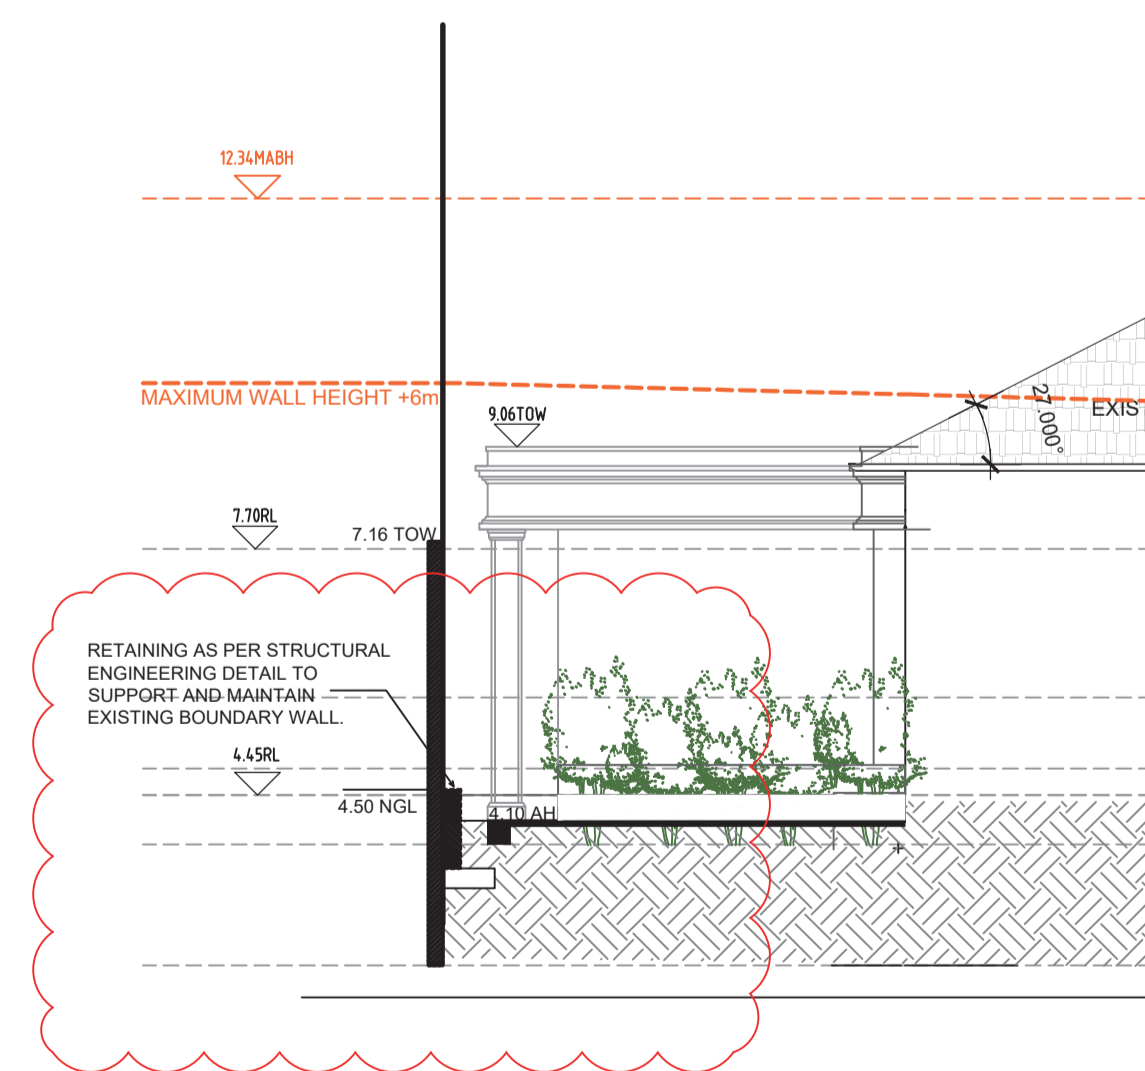 12.34MABH
MAXIMUM WALL HEIGHT +6m
27.000°
EXIS
9.06TOW
7.70RL
7.16 TOW
RETAINING AS PER STRUCTURAL
ENGINEERING DETAIL TO
SUPPORT AND MAINTAIN
EXISTING BOUNDARY WALL.
4.45RL
4.50 NGL
4.10 AH